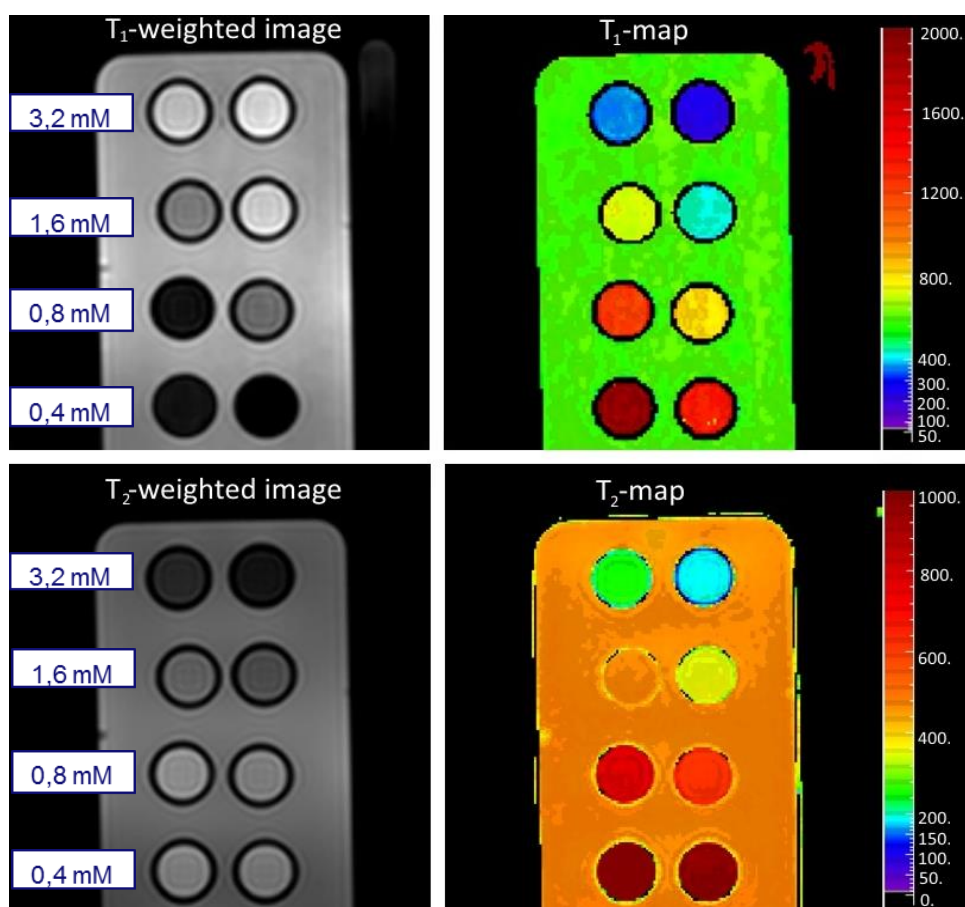 T₁-weighted image
T₁-map
3,2 mM
1,6 mM
0,8 mM
0,4 mM
2000.
1600.
1200.
800.
400.
300.
200.
100.
50.
T₂-weighted image
T₂-map
3,2 mM
1,6 mM
0,8 mM
0,4 mM
1000.
800.
600.
400.
200.
150.
100.
50.
0.